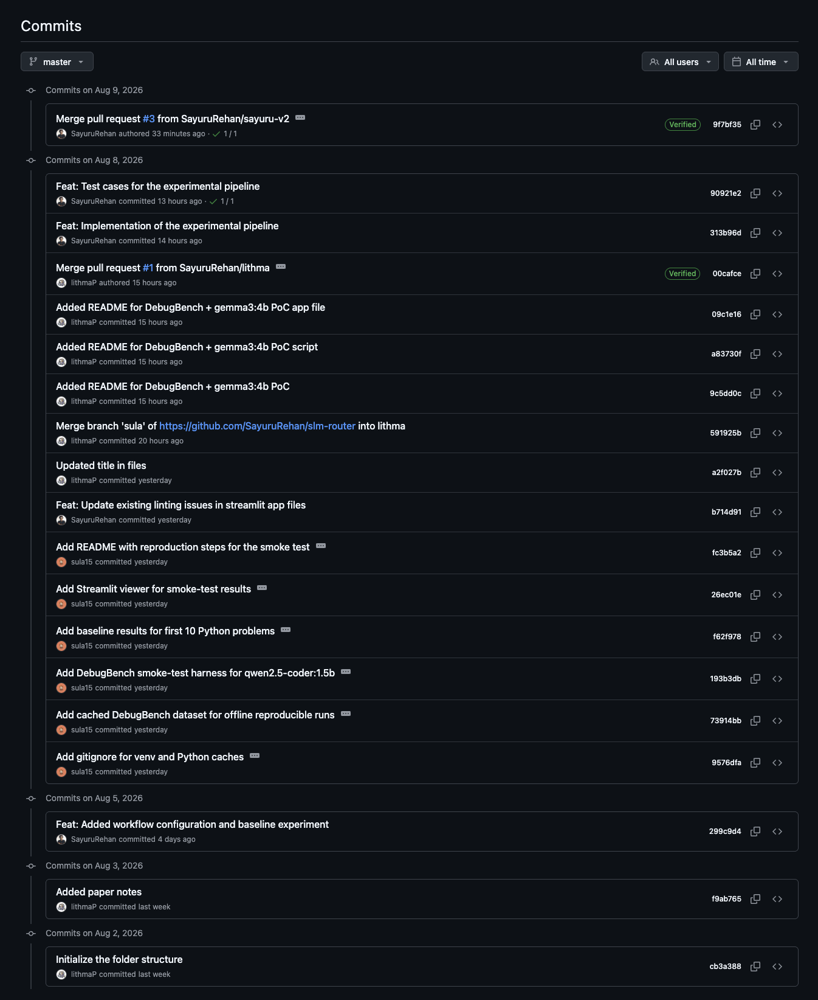 Commits
master
All users
All time
Commits on Aug 9, 2026
Merge pull request #3 from SayuruRehan/sayuru-v2
Verified
9f7bf35
SayuruRehan authored 33 minutes ago · 1 / 1
Commits on Aug 8, 2026
Feat: Test cases for the experimental pipeline
90921e2
SayuruRehan committed 13 hours ago · 1 / 1
Feat: Implementation of the experimental pipeline
313b96d
SayuruRehan committed 14 hours ago
Merge pull request #1 from SayuruRehan/lithma
Verified
00cafce
lithmaP authored 15 hours ago
Added README for DebugBench + gemma3:4b PoC app file
09c1e16
lithmaP committed 15 hours ago
Added README for DebugBench + gemma3:4b PoC script
a83730f
lithmaP committed 15 hours ago
Added README for DebugBench + gemma3:4b PoC
9c5dd0c
lithmaP committed 15 hours ago
Merge branch 'sula' of https://github.com/SayuruRehan/slm-router into lithma
591925b
lithmaP committed 20 hours ago
Updated title in files
a2f027b
lithmaP committed yesterday
Feat: Update existing linting issues in streamlit app files
b714d91
SayuruRehan committed yesterday
Add README with reproduction steps for the smoke test
fc3b5a2
sula15 committed yesterday
Add Streamlit viewer for smoke-test results
26ec01e
sula15 committed yesterday
Add baseline results for first 10 Python problems
f62f978
sula15 committed yesterday
Add DebugBench smoke-test harness for qwen2.5-coder:1.5b
193b3db
sula15 committed yesterday
Add cached DebugBench dataset for offline reproducible runs
73914bb
sula15 committed yesterday
Add gitignore for venv and Python caches
9576dfa
sula15 committed yesterday
Commits on Aug 5, 2026
Feat: Added workflow configuration and baseline experiment
299c9d4
SayuruRehan committed 4 days ago
Commits on Aug 3, 2026
Added paper notes
f9ab765
lithmaP committed last week
Commits on Aug 2, 2026
Initialize the folder structure
cb3a388
lithmaP committed last week